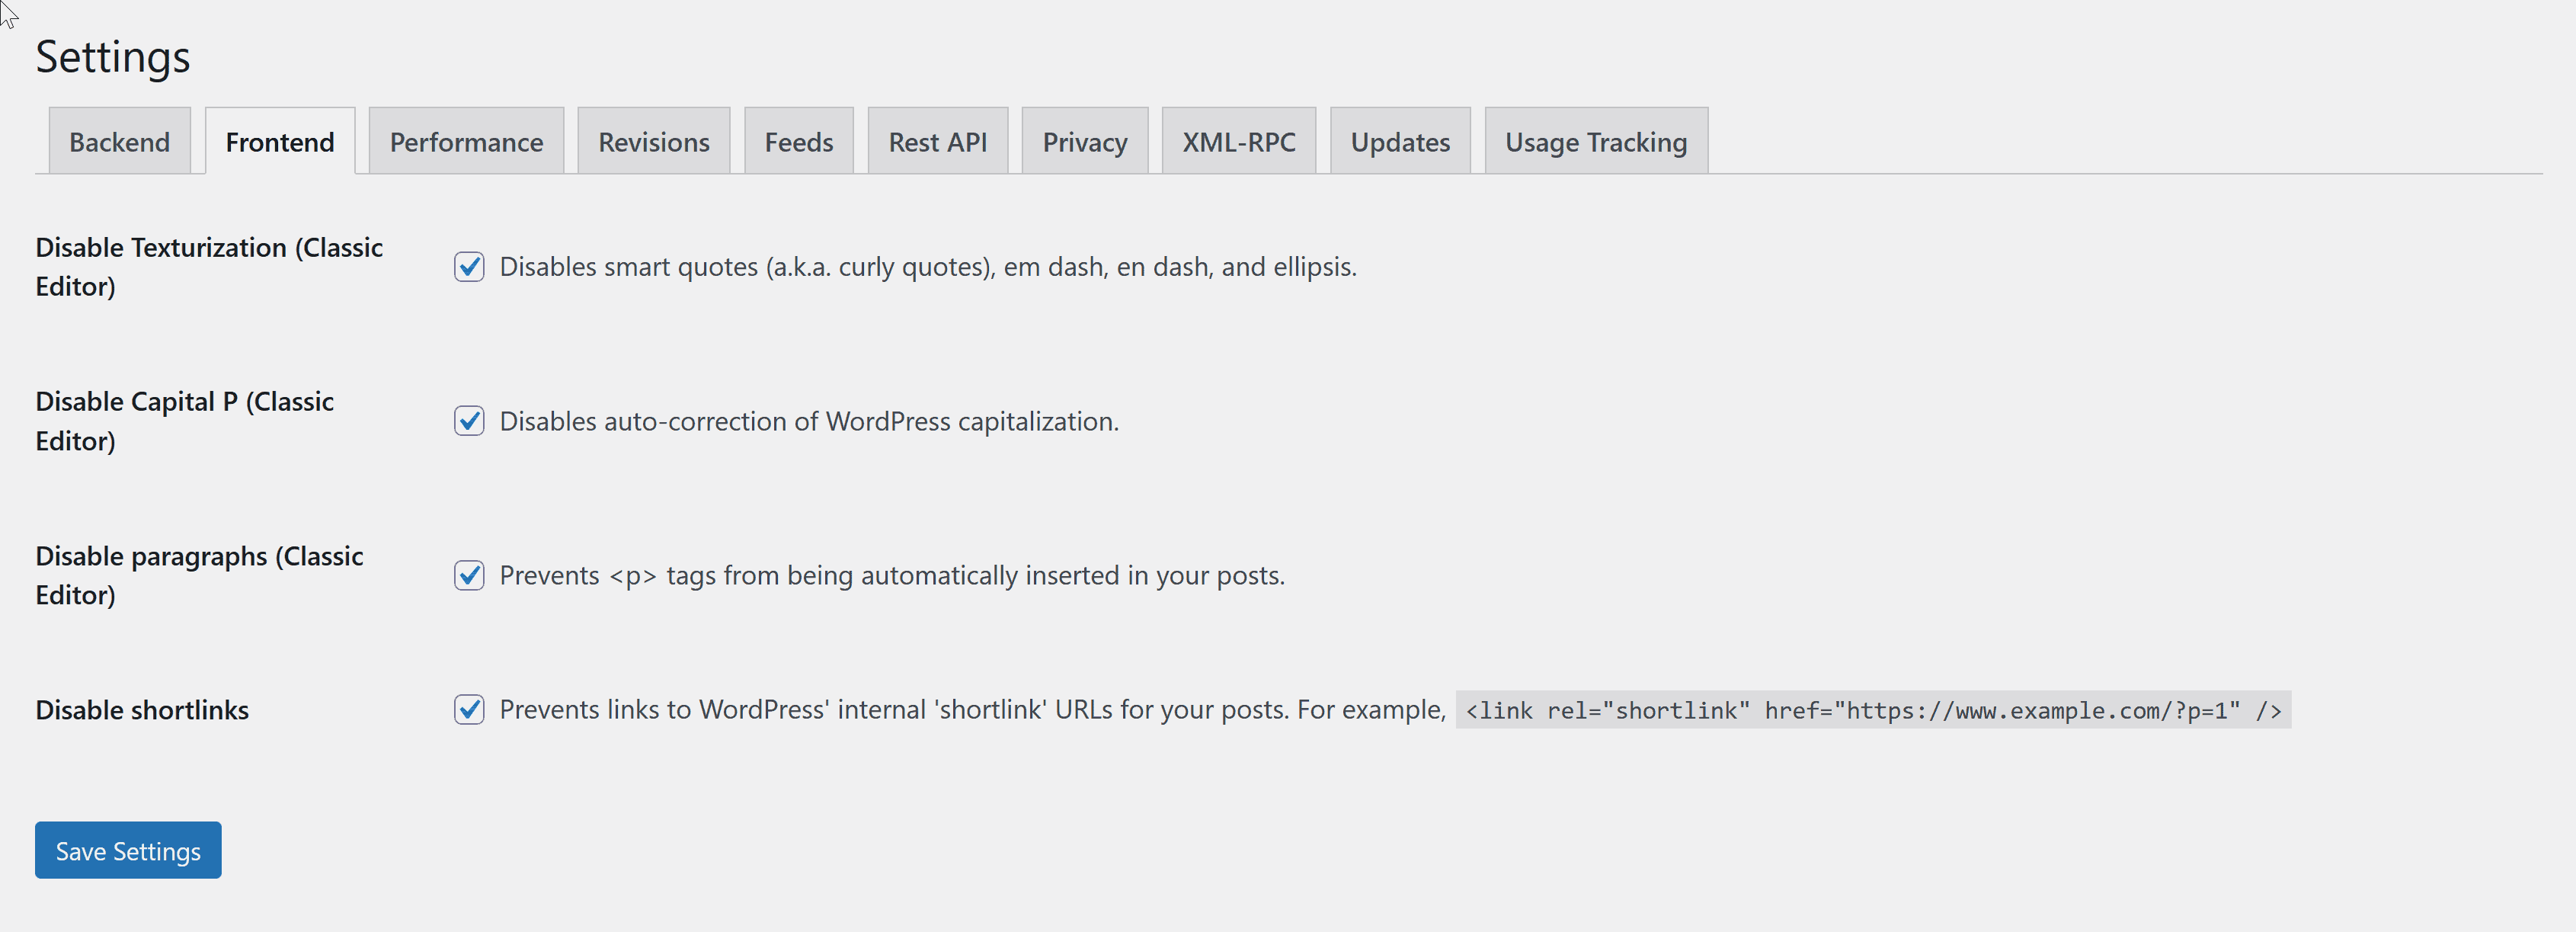 Settings
Backend Frontend Performance Revisions Feeds Rest API Privacy XML-RPC Updates Usage Tracking
Disable Texturization (Classic
Editor)
Disables smart quotes (a.k.a. curly quotes), em dash, en dash, and ellipsis.
Disable Capital P (Classic
Editor)
Disables auto-correction of WordPress capitalization.
Disable paragraphs (Classic
Editor)
Prevents <p> tags from being automatically inserted in your posts.
Disable shortlinks
Prevents links to WordPress' internal 'shortlink' URLs for your posts. For example, <link rel="shortlink" href="https://www.example.com/?p=1" />
Save Settings